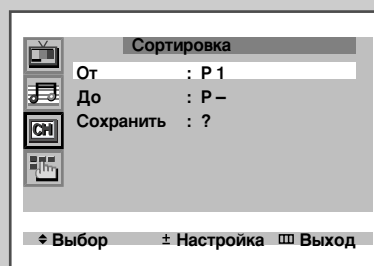 Сортировка
От : P 1
До : P –
CH Сохранить : ?
Выбор ± Настройка Выход